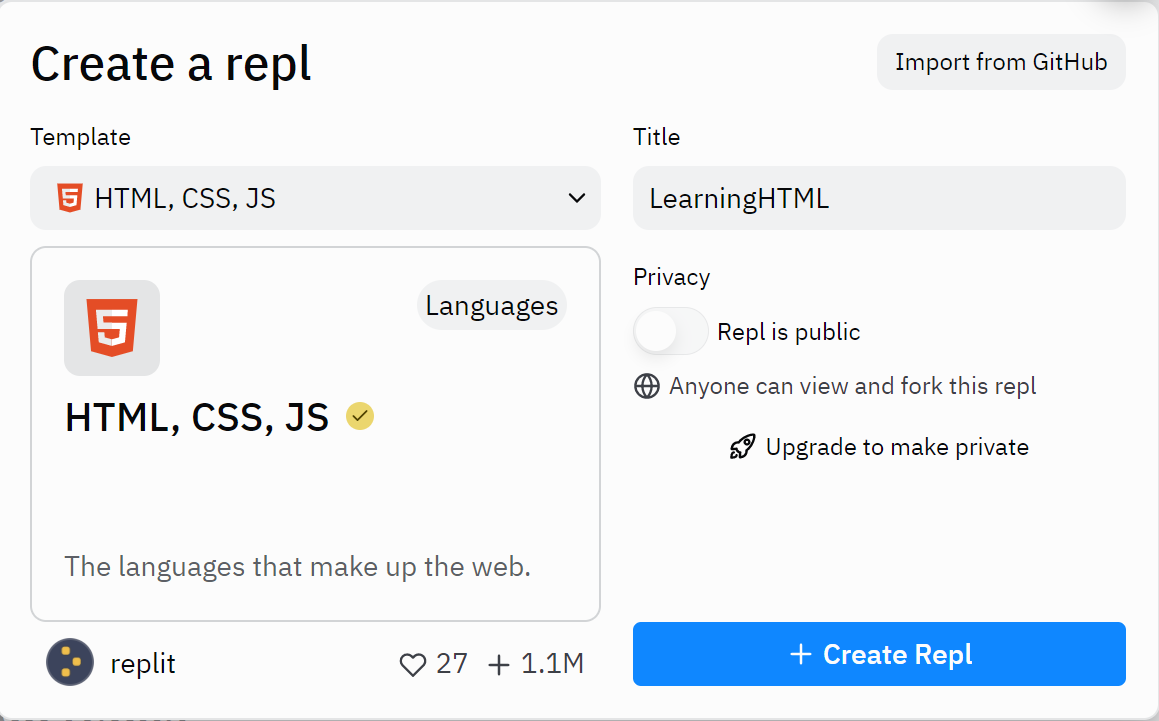 Create a repl
Import from GitHub
Template
HTML, CSS, JS
Languages
HTML, CSS, JS
The languages that make up the web.
replit
27
1.1M
Title
LearningHTML
Privacy
Repl is public
Anyone can view and fork this repl
Upgrade to make private
+ Create Repl